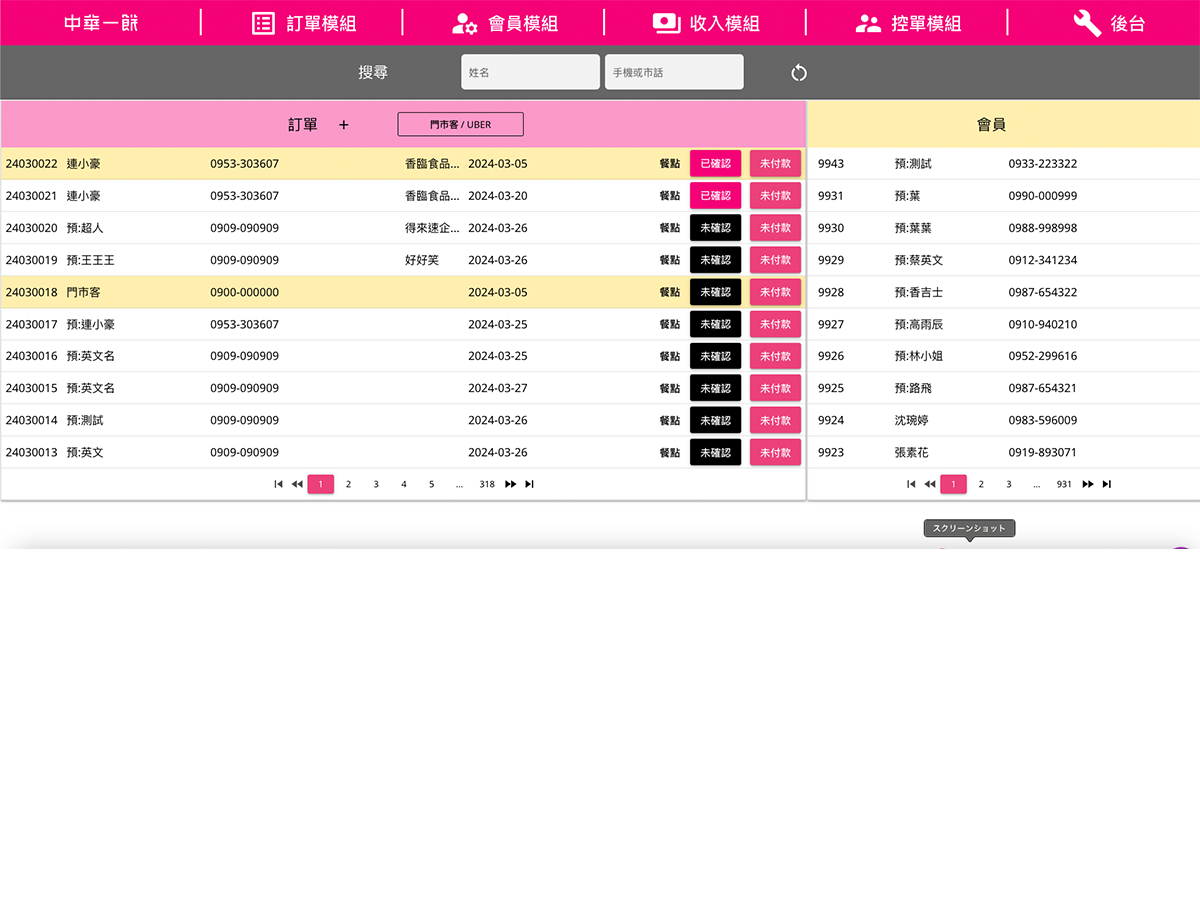 中華一餅 訂單模組 會員模組 收入模組 控單模組 後台
搜尋 姓名 手機或市話
訂單 + 門市客 / UBER
24030022 連小豪 0953-303607 香臨食品... 2024-03-05 餐點 已確認 未付款
24030021 連小豪 0953-303607 香臨食品... 2024-03-20 餐點 已確認 未付款
24030020 預:超人 0909-090909 得來速企... 2024-03-26 餐點 未確認 未付款
24030019 預:王王王 0909-090909 好好笑 2024-03-26 餐點 未確認 未付款
24030018 門市客 0900-000000 2024-03-05 餐點 未確認 未付款
24030017 預:連小豪 0953-303607 2024-03-25 餐點 未確認 未付款
24030016 預:英文名 0909-090909 2024-03-25 餐點 未確認 未付款
24030015 預:英文名 0909-090909 2024-03-27 餐點 未確認 未付款
24030014 預:測試 0909-090909 2024-03-26 餐點 未確認 未付款
24030013 預:英文 0909-090909 2024-03-26 餐點 未確認 未付款
1 2 3 4 5 ... 318
會員
9943 預:測試 0933-223322
9931 預:葉 0990-000999
9930 預:葉葉 0988-998998
9929 預:蔡英文 0912-341234
9928 預:香吉士 0987-654322
9927 預:高雨辰 0910-940210
9926 預:林小姐 0952-299616
9925 預:路飛 0987-654321
9924 沈琬婷 0983-596009
9923 張素花 0919-893071
1 2 3 ... 931
スクリーンショット